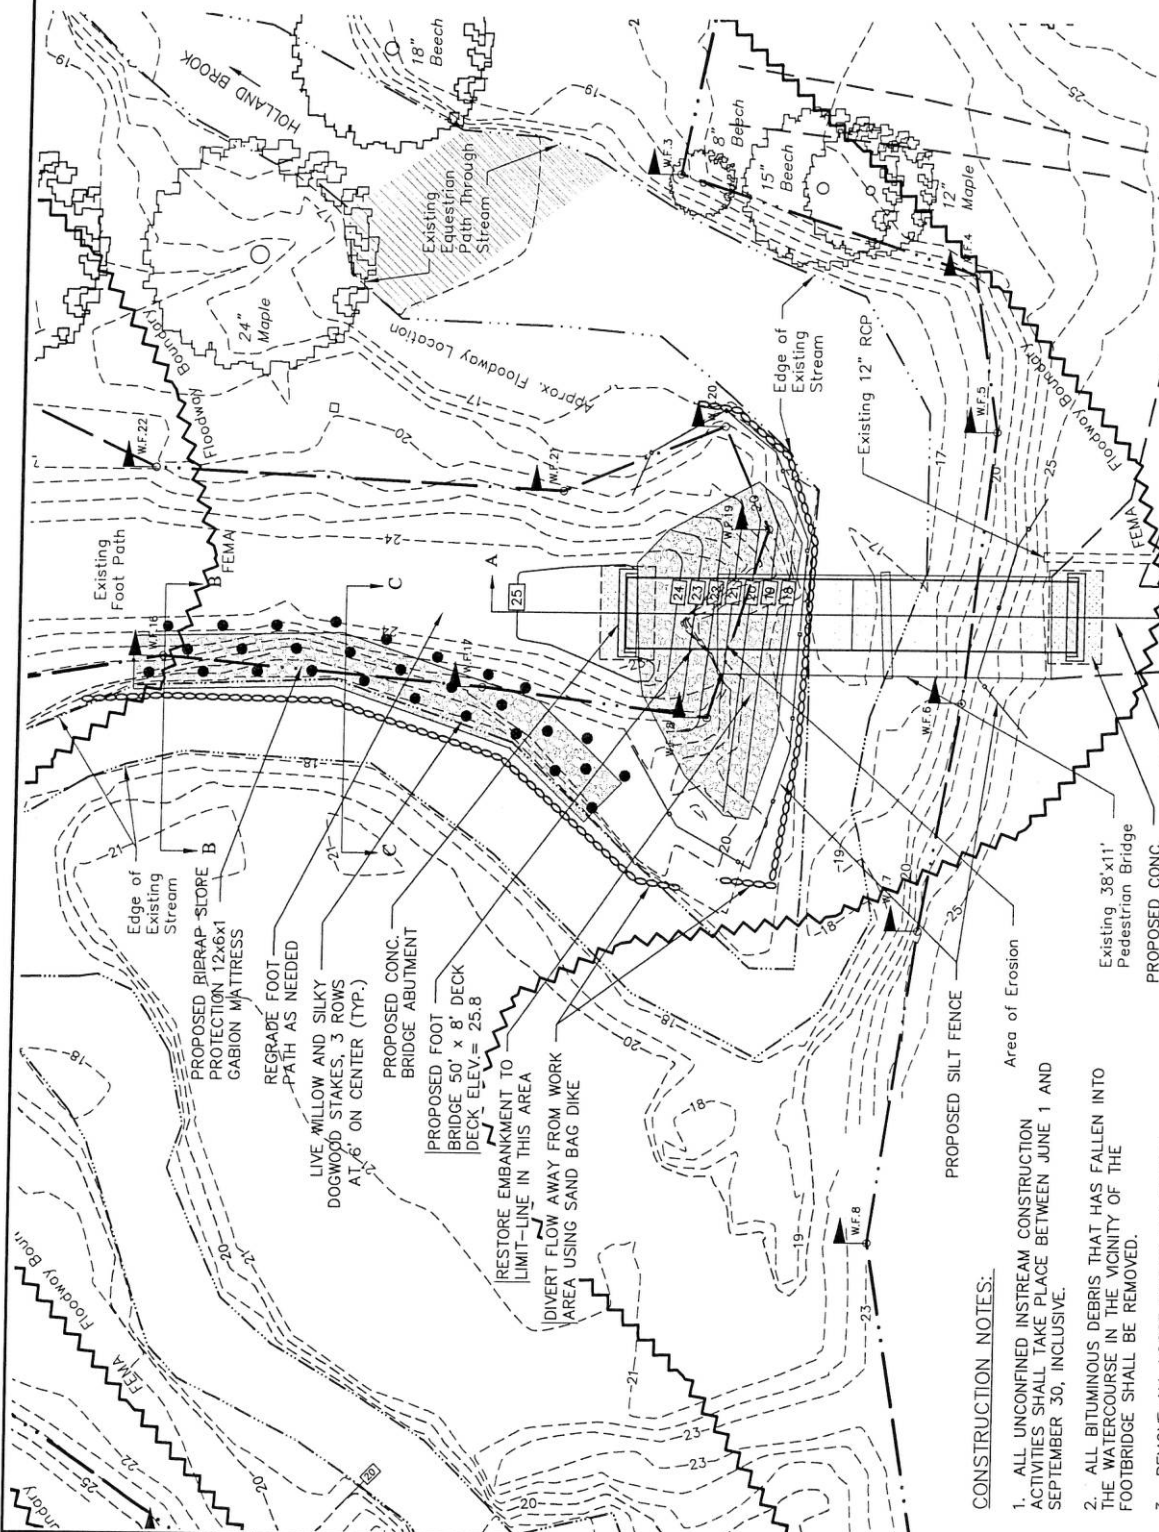 HOLLAND BROOK
18"
Beech
24"
Maple
Existing
Equestrian
Path Through
Stream
8"
Beech
15"
Beech
12"
Maple
Approx. Floodway Location
Edge of
Existing
Stream
Existing 12" RCP
Floodway Boundary
FEMA
Floodway Boundary
FEMA
Existing
Foot Path
W.F.22
W.F.21
W.F.20
W.F.19
W.F.18
W.F.17
W.F.16
W.F.3
W.F.4
W.F.5
W.F.6
W.F.7
W.F.8
A
B
B
C
C
25
24
23
22
21
20
19
18
Edge of
Existing
Stream
PROPOSED RIPRAP SLOPE
PROTECTION 12x6x1
GABION MATTRESS
REGRADE FOOT
PATH AS NEEDED
LIVE WILLOW AND SILKY
DOGWOOD STAKES, 3 ROWS
AT 6' ON CENTER (TYP.)
PROPOSED CONC.
BRIDGE ABUTMENT
PROPOSED FOOT
BRIDGE 50' x 8' DECK
DECK ELEV.= 25.8
RESTORE EMBANKMENT TO
LIMIT-LINE IN THIS AREA
DIVERT FLOW AWAY FROM WORK
AREA USING SAND BAG DIKE
PROPOSED SILT FENCE
Area of Erosion
Existing 38'x11'
Pedestrian Bridge
PROPOSED CONC.
FEMA
Floodway Boun
undary
CONSTRUCTION NOTES:
1. ALL UNCONFINED INSTREAM CONSTRUCTION
ACTIVITIES SHALL TAKE PLACE BETWEEN JUNE 1 AND
SEPTEMBER 30, INCLUSIVE.
2. ALL BITUMINOUS DEBRIS THAT HAS FALLEN INTO
THE WATERCOURSE IN THE VICINITY OF THE
FOOTBRIDGE SHALL BE REMOVED.